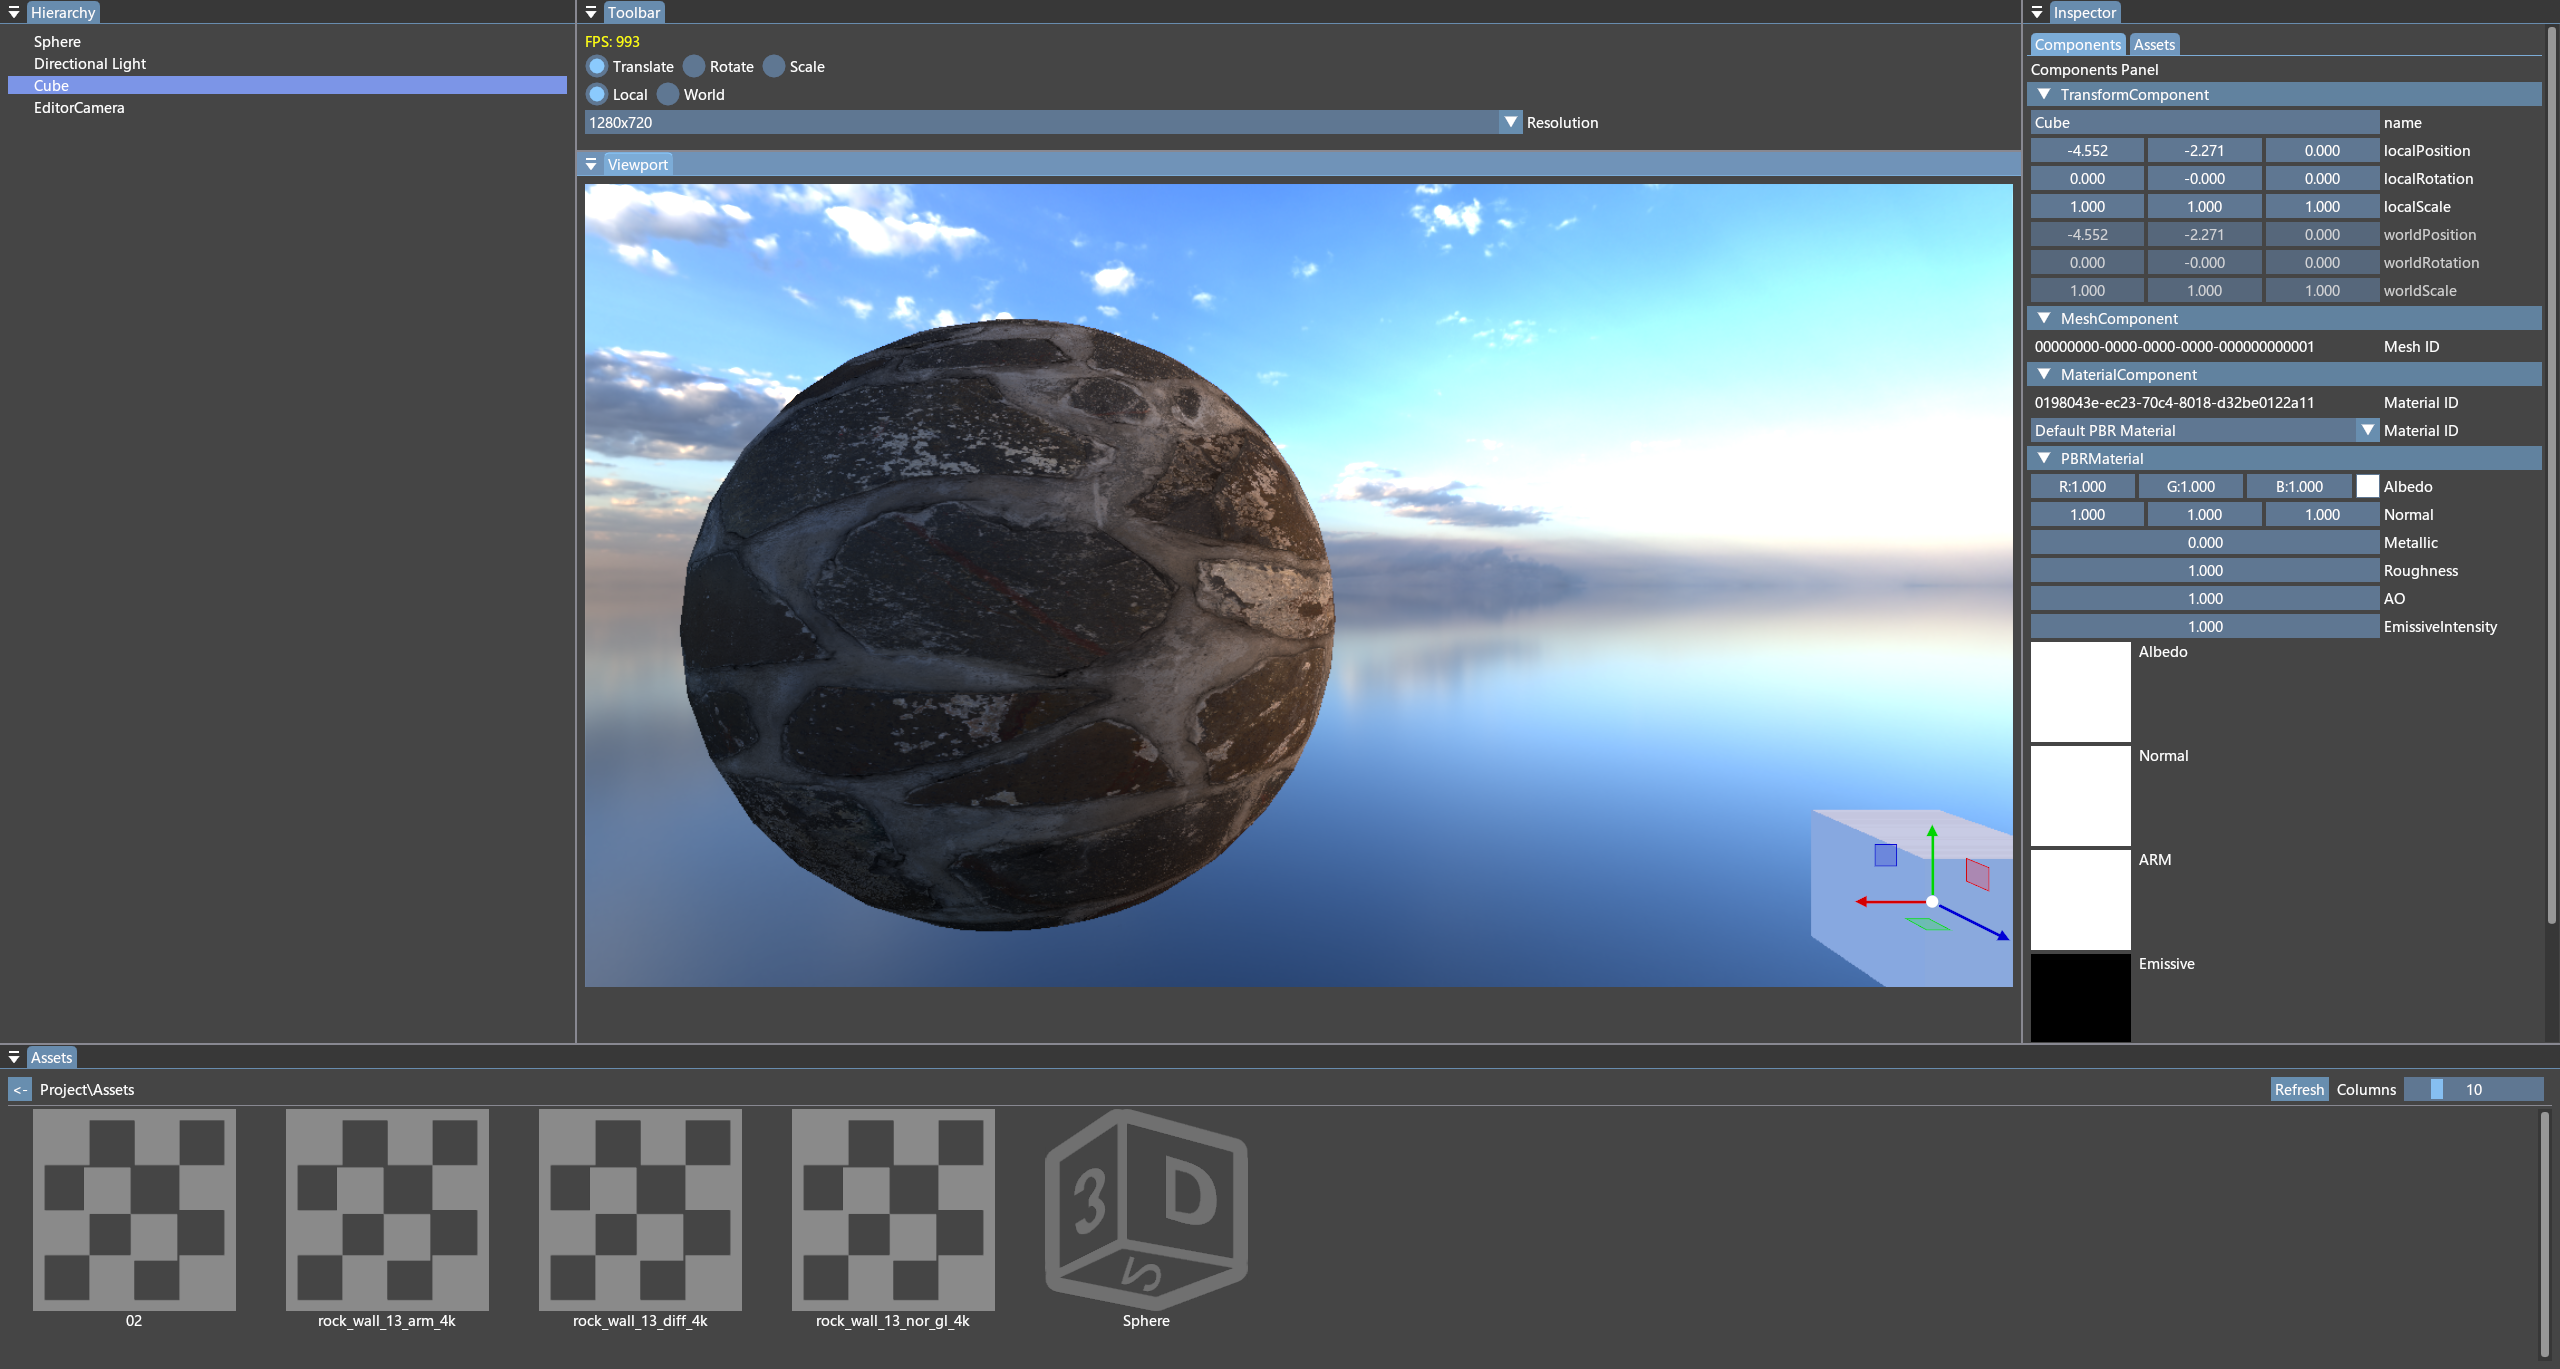 Hierarchy
Sphere
Directional Light
Cube
EditorCamera
Toolbar
FPS: 993
Translate Rotate Scale
Local World
1280x720 Resolution
Viewport
Inspector
Components Assets
Components Panel
TransformComponent
Cube name
-4.552 -2.271 0.000 localPosition
0.000 -0.000 0.000 localRotation
1.000 1.000 1.000 localScale
-4.552 -2.271 0.000 worldPosition
0.000 -0.000 0.000 worldRotation
1.000 1.000 1.000 worldScale
MeshComponent
00000000-0000-0000-0000-000000000001 Mesh ID
MaterialComponent
0198043e-ec23-70c4-8018-d32be0122a11 Material ID
Default PBR Material Material ID
PBRMaterial
R:1.000 G:1.000 B:1.000 Albedo
1.000 1.000 1.000 Normal
0.000 Metallic
1.000 Roughness
1.000 AO
1.000 EmissiveIntensity
Albedo
Normal
ARM
Emissive
Assets
<- Project\Assets Refresh Columns 10
3 D S
02 rock_wall_13_arm_4k rock_wall_13_diff_4k rock_wall_13_nor_gl_4k Sphere